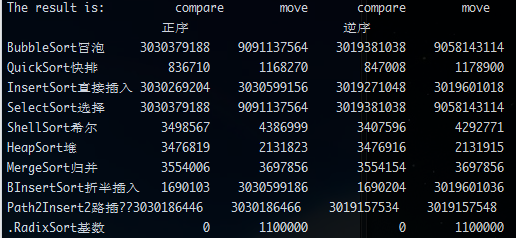 The result is: compare move compare move
正序 逆序
BubbleSort冒泡 3030379188 9091137564 3019381038 9058143114
QuickSort快排 836710 1168270 847008 1178900
InsertSort直接插入 3030269204 3030599156 3019271048 3019601018
SelectSort选择 3030379188 9091137564 3019381038 9058143114
ShellSort希尔 3498567 4386999 3407596 4292771
HeapSort堆 3476819 2131823 3476916 2131915
MergeSort归并 3554006 3697856 3554154 3697856
BInsertSort折半插入 1690103 3030599186 1690204 3019601036
Path2Insert2路插??3030186446 3030186466 3019157534 3019157548
.RadixSort基数 0 1100000 0 1100000